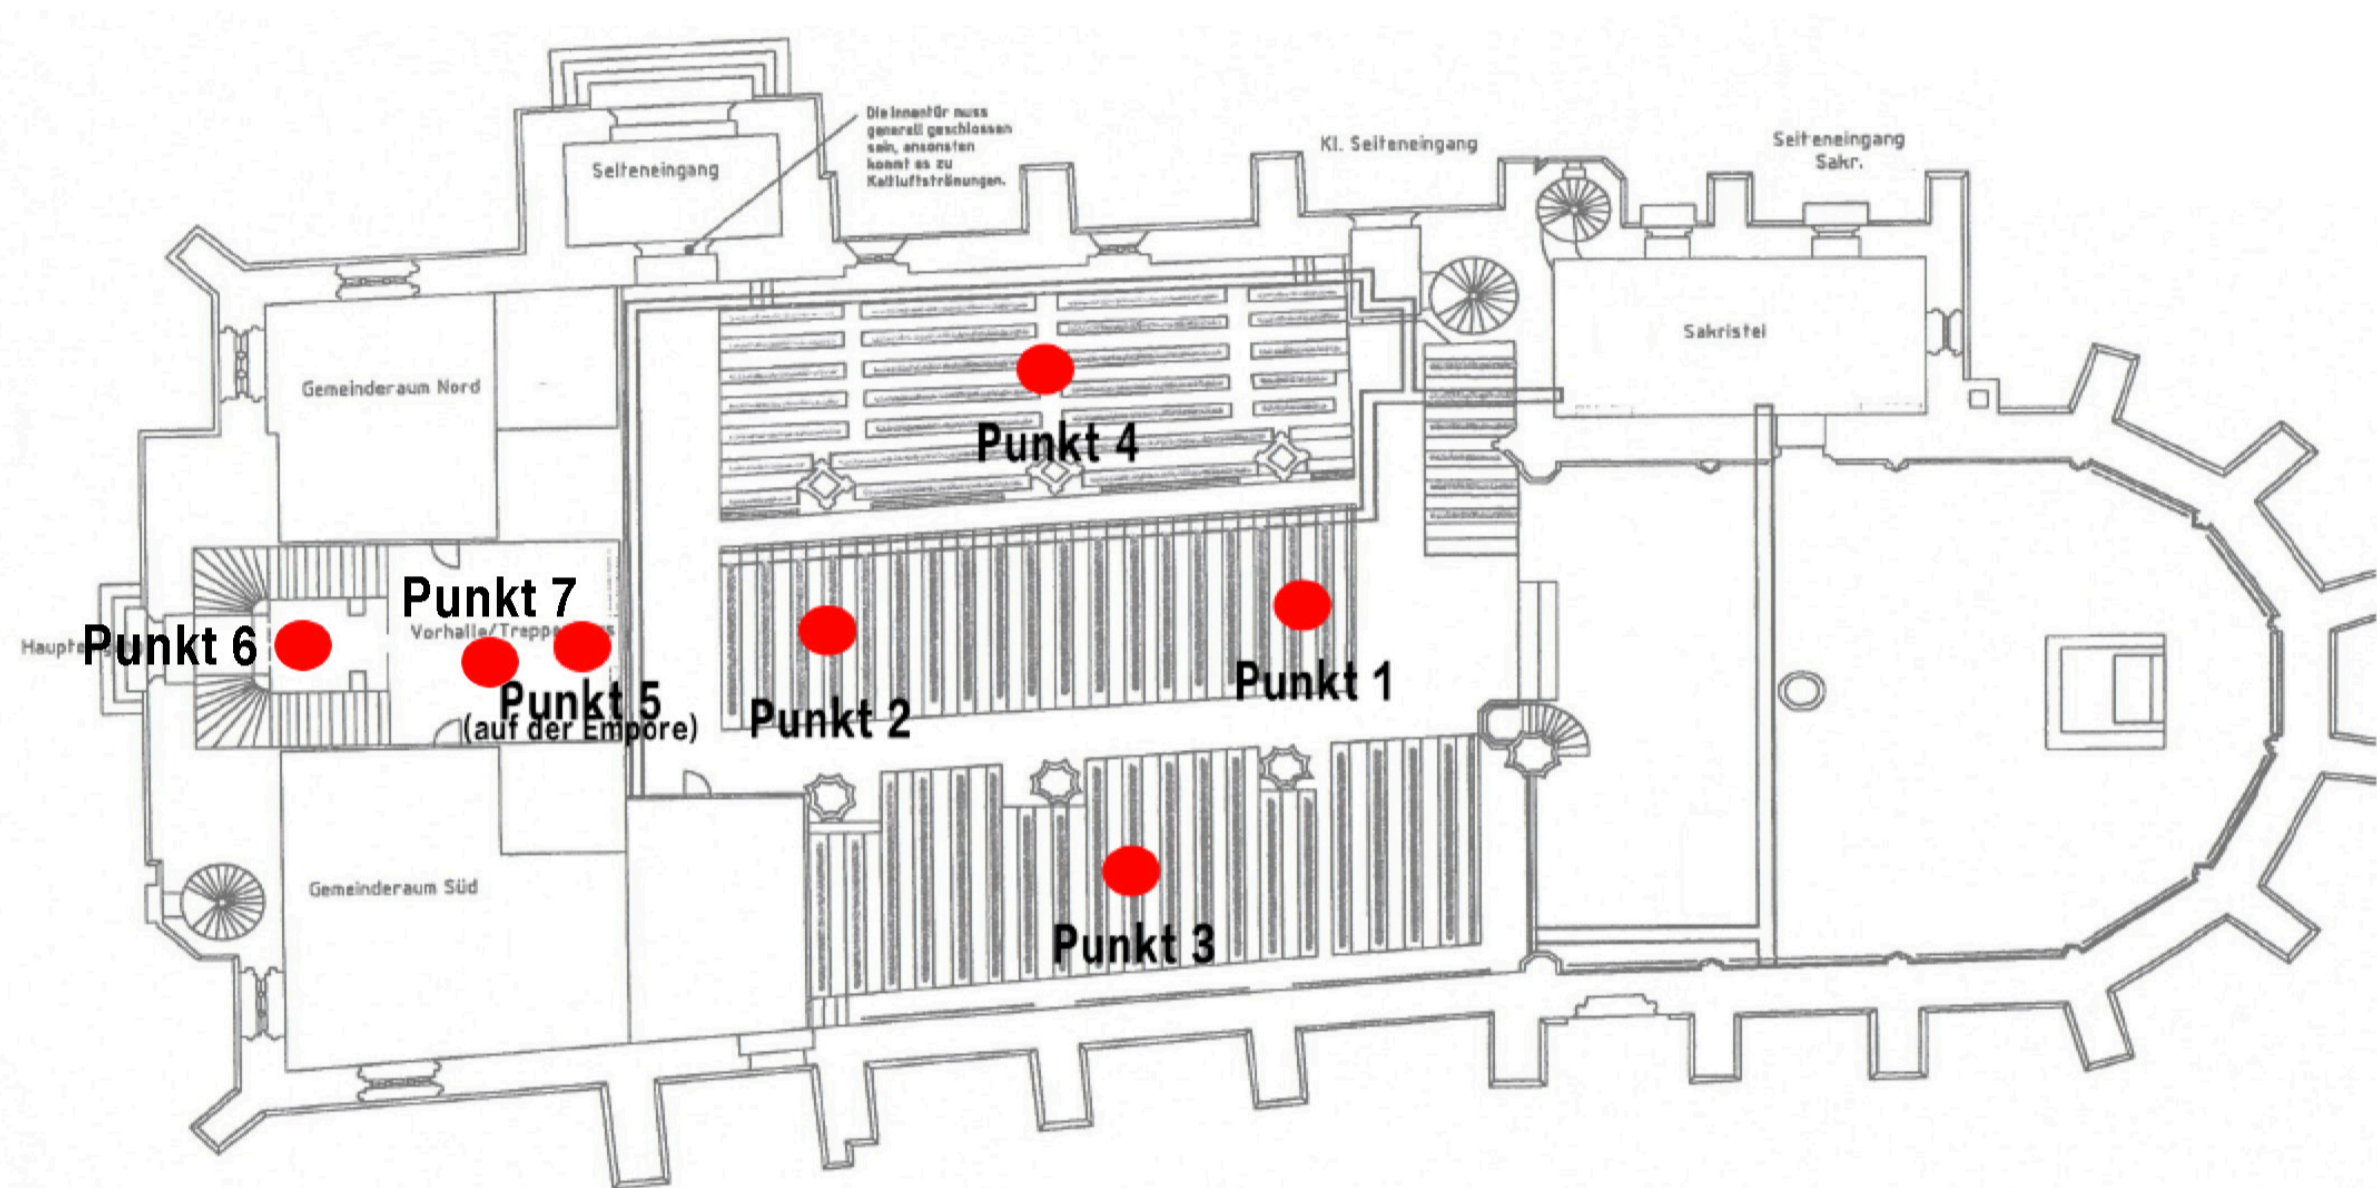 Die Innentür muss
generell geschlossen
sein, ansonsten
kommt es zu
Kaltluftströmungen.
Seiteneingang
Kl. Seiteneingang
Seiteneingang
Sakr.
Sakristei
Gemeinderaum Nord
Punkt 4
Punkt 7
Vorhalle/Treppe
Punkt 6
Punkt 5
(auf der Empore)
Punkt 2
Punkt 1
Gemeinderaum Süd
Punkt 3